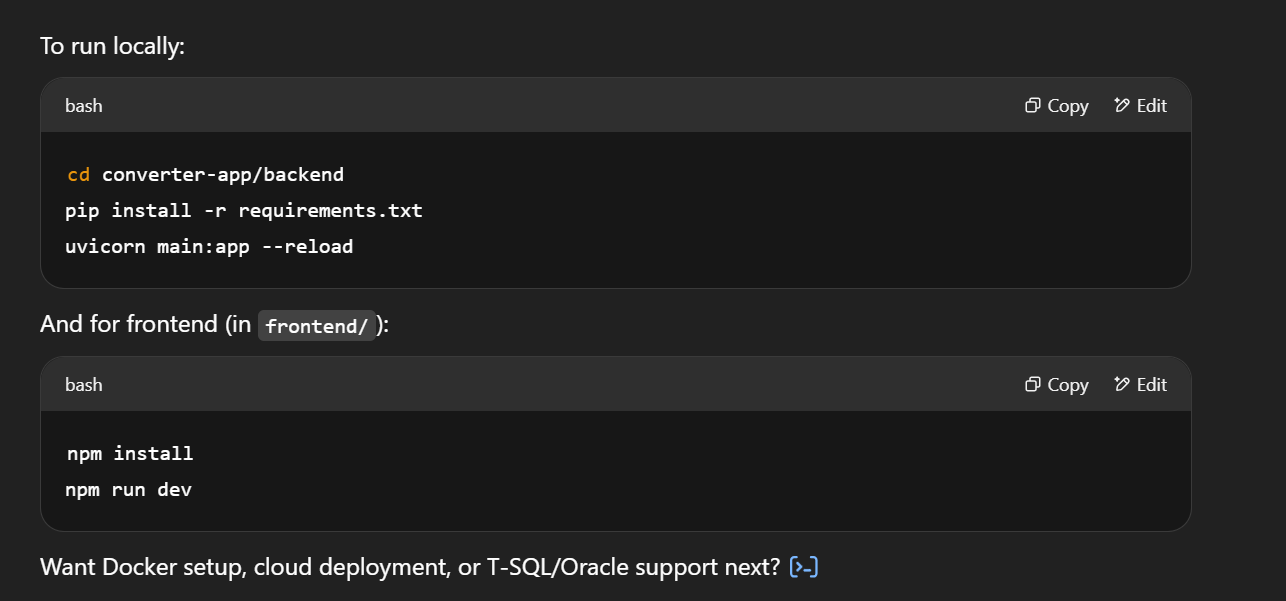 To run locally:
bash Copy Edit
cd converter-app/backend
pip install -r requirements.txt
uvicorn main:app --reload
And for frontend (in frontend/):
bash Copy Edit
npm install
npm run dev
Want Docker setup, cloud deployment, or T-SQL/Oracle support next?